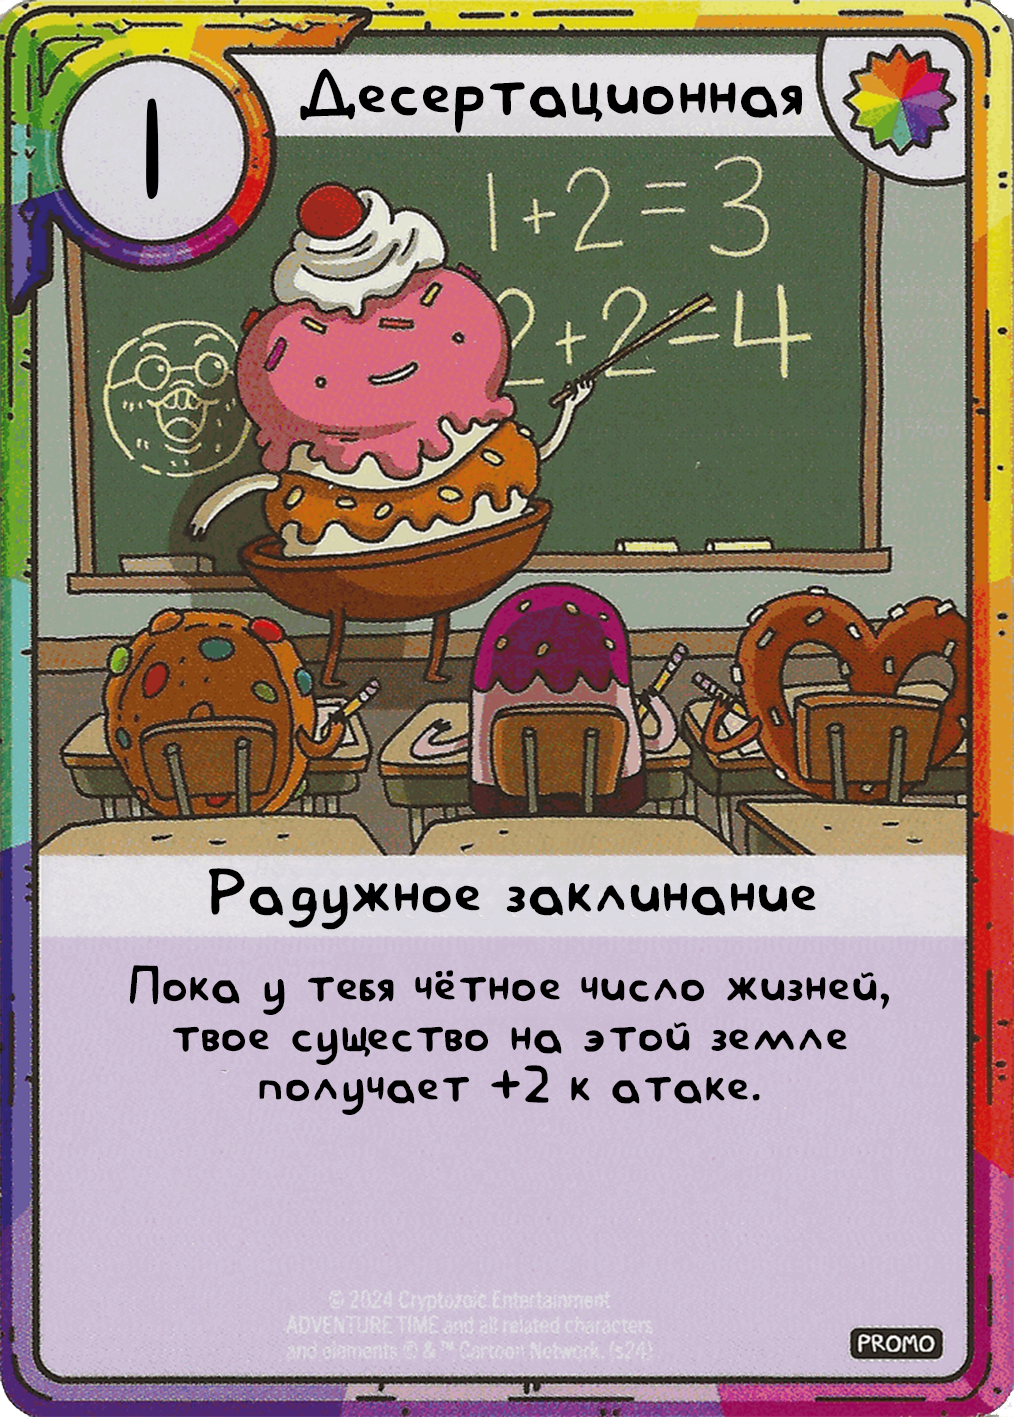 1
Десертационная
1+2=3
2+2=4
Радужное заклинание
Пока у тебя чётное число жизней,
твое существо на этой земле
получает +2 к атаке.
© 2024 Cryptozoic Entertainment
ADVENTURE TIME and all related characters
and elements © & ™ Cartoon Network. (s24)
PROMO